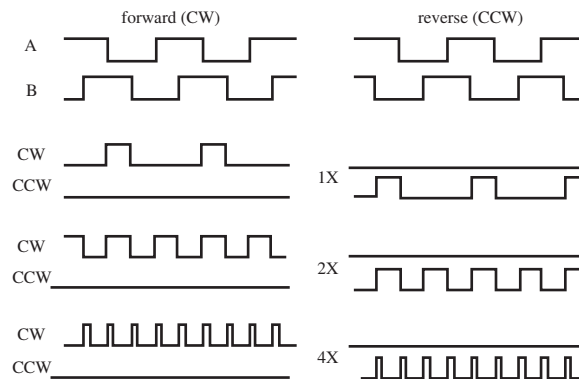 forward (CW)
reverse (CCW)
A
B
CW
CCW
1X
CW
CCW
2X
CW
CCW
4X